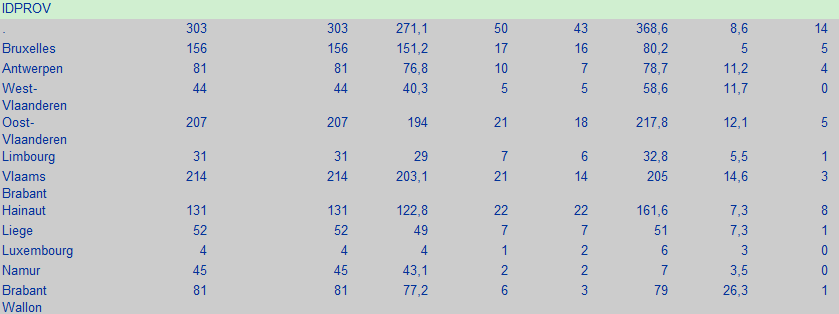 IDPROV
. 303 303 271,1 50 43 368,6 8,6 14
Bruxelles 156 156 151,2 17 16 80,2 5 5
Antwerpen 81 81 76,8 10 7 78,7 11,2 4
West- 44 44 40,3 5 5 58,6 11,7 0
Vlaanderen
Oost- 207 207 194 21 18 217,8 12,1 5
Vlaanderen
Limbourg 31 31 29 7 6 32,8 5,5 1
Vlaams 214 214 203,1 21 14 205 14,6 3
Brabant
Hainaut 131 131 122,8 22 22 161,6 7,3 8
Liege 52 52 49 7 7 51 7,3 1
Luxembourg 4 4 4 1 2 6 3 0
Namur 45 45 43,1 2 2 7 3,5 0
Brabant 81 81 77,2 6 3 79 26,3 1
Wallon